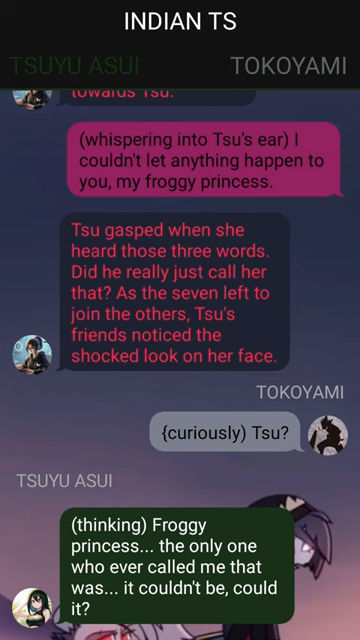 INDIAN TS
TSUYU ASUI
TOKOYAMI
towards Tsu.
(whispering into Tsu's ear) I
couldn't let anything happen to
you, my froggy princess.
Tsu gasped when she
heard those three words.
Did he really just call her
that? As the seven left to
join the others, Tsu's
friends noticed the
shocked look on her face.
TOKOYAMI
{curiously) Tsu?
TSUYU ASUI
(thinking) Froggy
princess... the only one
who ever called me that
was... it couldn't be, could
it?